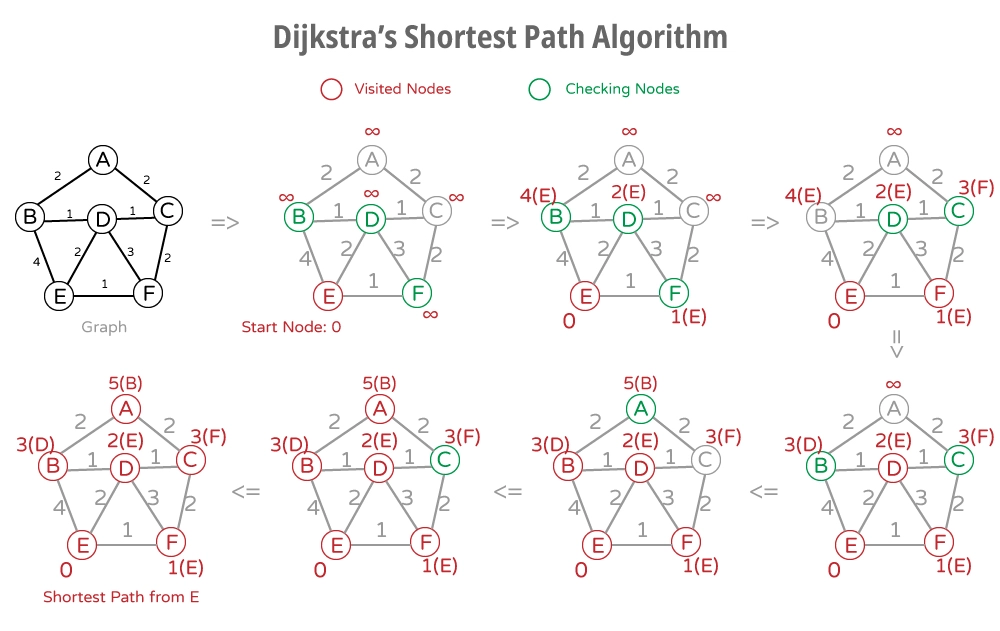 Dijkstra's Shortest Path Algorithm
Visited Nodes
Checking Nodes
A
2 2
B 1 D 1 C
4 2 3 2
E 1 F
Graph
=>
∞
A
2 2
∞ ∞ ∞
B 1 D 1 C
4 2 3 2
E 1 F
Start Node: 0 ∞
=>
∞
A
2 2
4(E) 2(E) ∞
B 1 D 1 C
4 2 3 2
E 1 F
0 1(E)
=>
∞
A
2 2
4(E) 2(E) 3(F)
B 1 D 1 C
4 2 3 2
E 1 F
0 1(E)
=>
∞
A
2 2
3(D) 2(E) 3(F)
B 1 D 1 C
4 2 3 2
E 1 F
0 1(E)
<=
5(B)
A
2 2
3(D) 2(E) 3(F)
B 1 D 1 C
4 2 3 2
E 1 F
0 1(E)
<=
5(B)
A
2 2
3(D) 2(E) 3(F)
B 1 D 1 C
4 2 3 2
E 1 F
0 1(E)
<=
5(B)
A
2 2
3(D) 2(E) 3(F)
B 1 D 1 C
4 2 3 2
E 1 F
0 1(E)
Shortest Path from E